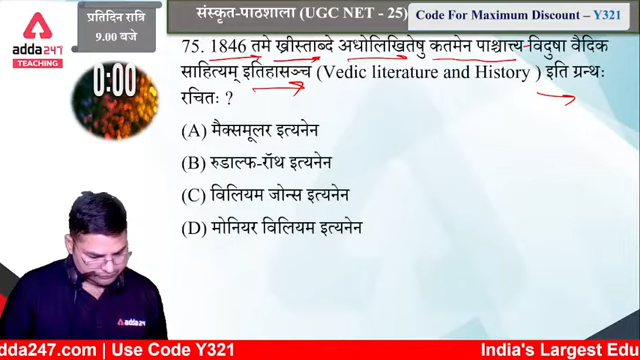 adda247
TEACHING
प्रतिदिन रात्रि
9.00 बजे
संस्कृत-पाठशाला (UGC NET - 25)
Code For Maximum Discount – Y321
0:00
75. 1846 तमे ख्रीस्ताब्दे अधोलिखितेषु कतमेन पाश्चात्त्य-विदुषा वैदिक
साहित्यम् इतिहासञ्च (Vedic literature and History ) इति ग्रन्थः
रचितः ?
(A) मैक्समूलर इत्यनेन
(B) रुडाल्फ-रॉथ इत्यनेन
(C) विलियम जोन्स इत्यनेन
(D) मोनियर विलियम इत्यनेन
adda247
dda247.com | Use Code Y321
India's Largest Edu